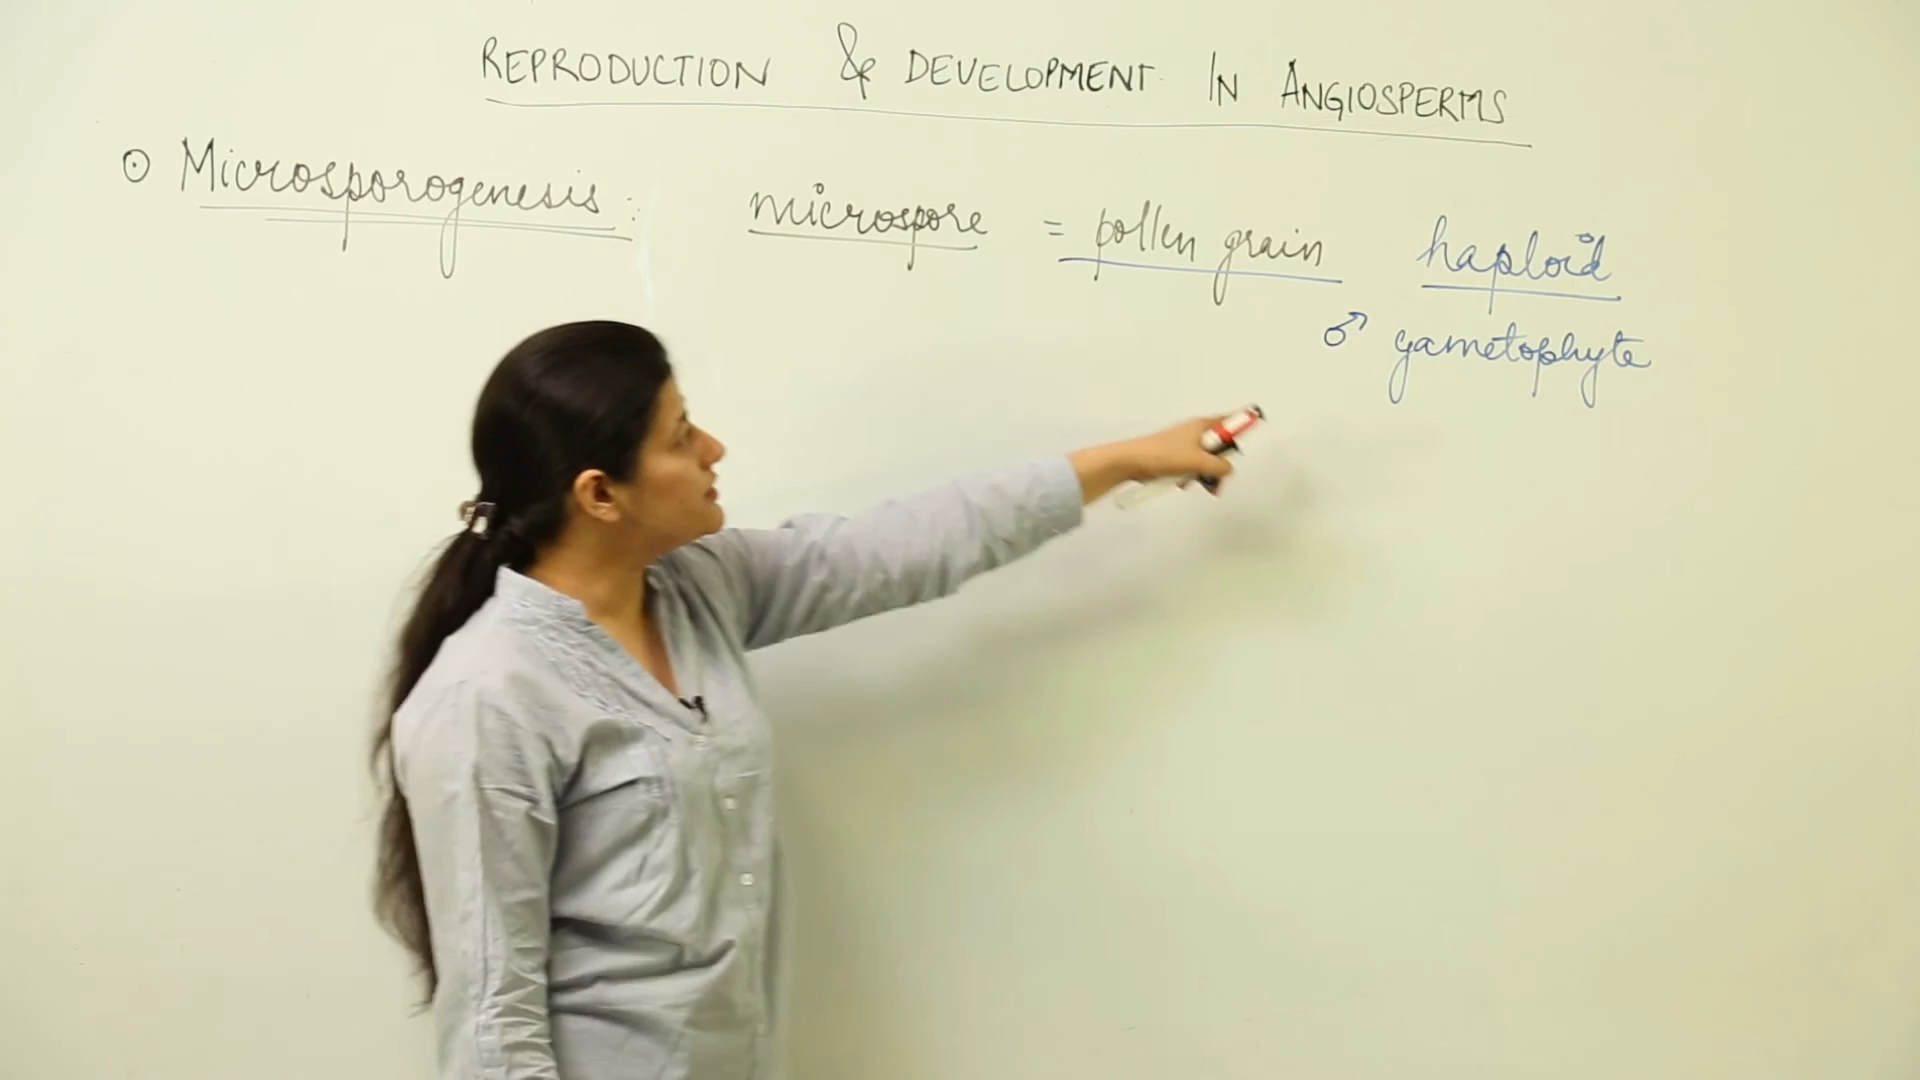 REPRODUCTION & DEVELOPMENT IN ANGIOSPERMS
⊙ Microsporogenesis : microspore = pollen grain haploid
♂ gametophyte